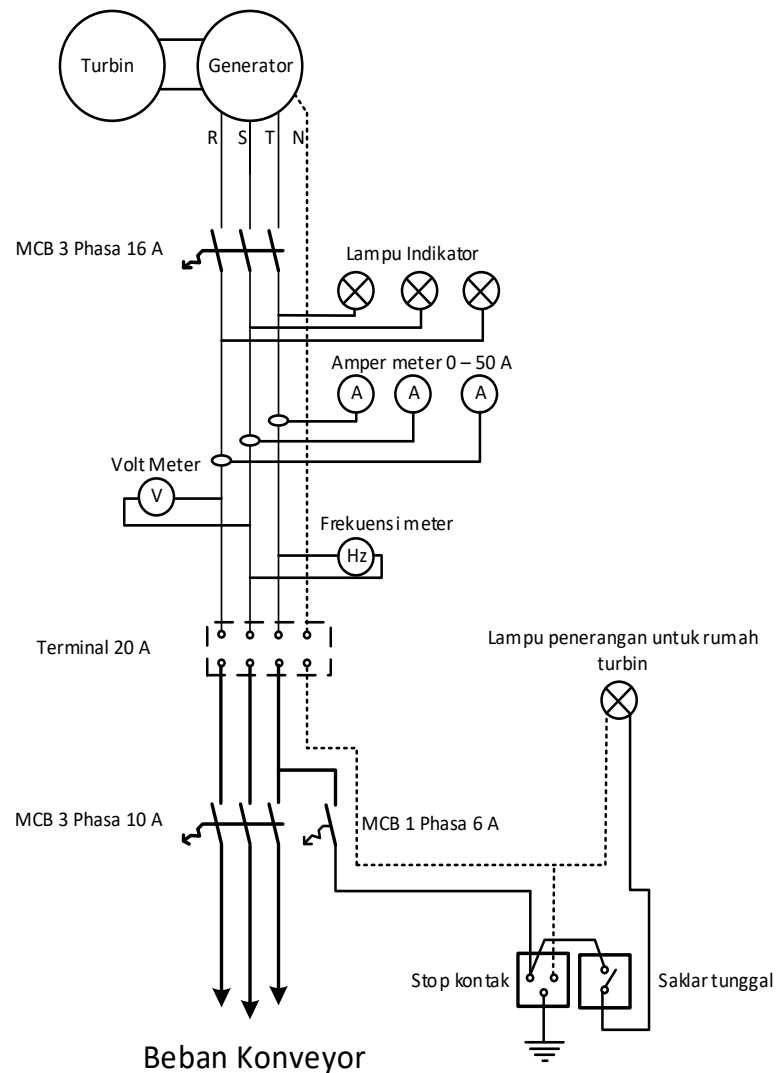 Turbin
Generator
R S T N
MCB 3 Phasa 16 A
Lampu Indikator
Amper meter 0 – 50 A
A A A
Volt Meter
V
Frekuensi meter
Hz
Terminal 20 A
Lampu penerangan untuk rumah
turbin
MCB 3 Phasa 10 A
MCB 1 Phasa 6 A
Stop kontak
Saklar tunggal
Beban Konveyor